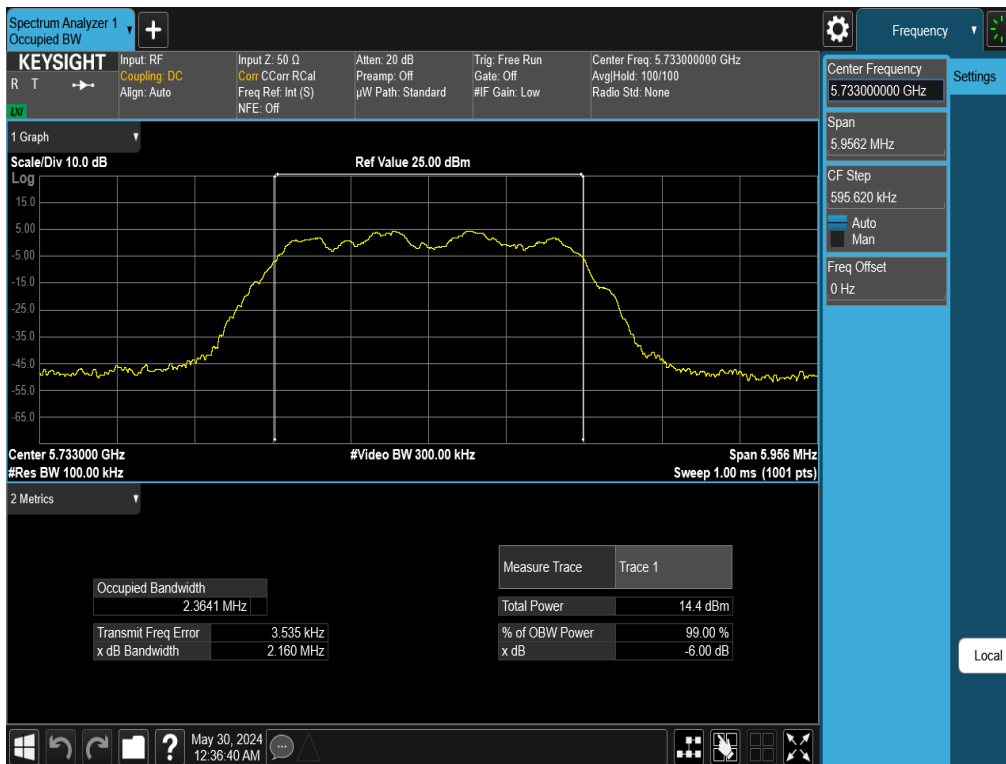 Spectrum Analyzer 1
Occupied BW
Frequency
KEYSIGHT
R T
LXI
Input: RF
Coupling: DC
Align: Auto
Input Z: 50 Ω
Corr CCorr RCal
Freq Ref: Int (S)
NFE: Off
Atten: 20 dB
Preamp: Off
µW Path: Standard
Trig: Free Run
Gate: Off
#IF Gain: Low
Center Freq: 5.733000000 GHz
Avg|Hold: 100/100
Radio Std: None
Center Frequency
5.733000000 GHz
Settings
Span
5.9562 MHz
CF Step
595.620 kHz
Auto
Man
Freq Offset
0 Hz
Local
1 Graph
Scale/Div 10.0 dB
Ref Value 25.00 dBm
Log
15.0
5.00
-5.00
-15.0
-25.0
-35.0
-45.0
-55.0
-65.0
Center 5.733000 GHz
#Video BW 300.00 kHz
Span 5.956 MHz
#Res BW 100.00 kHz
Sweep 1.00 ms (1001 pts)
2 Metrics
Occupied Bandwidth
2.3641 MHz
Transmit Freq Error 3.535 kHz
x dB Bandwidth 2.160 MHz
Measure Trace Trace 1
Total Power 14.4 dBm
% of OBW Power 99.00 %
x dB -6.00 dB
?
May 30, 2024
12:36:40 AM